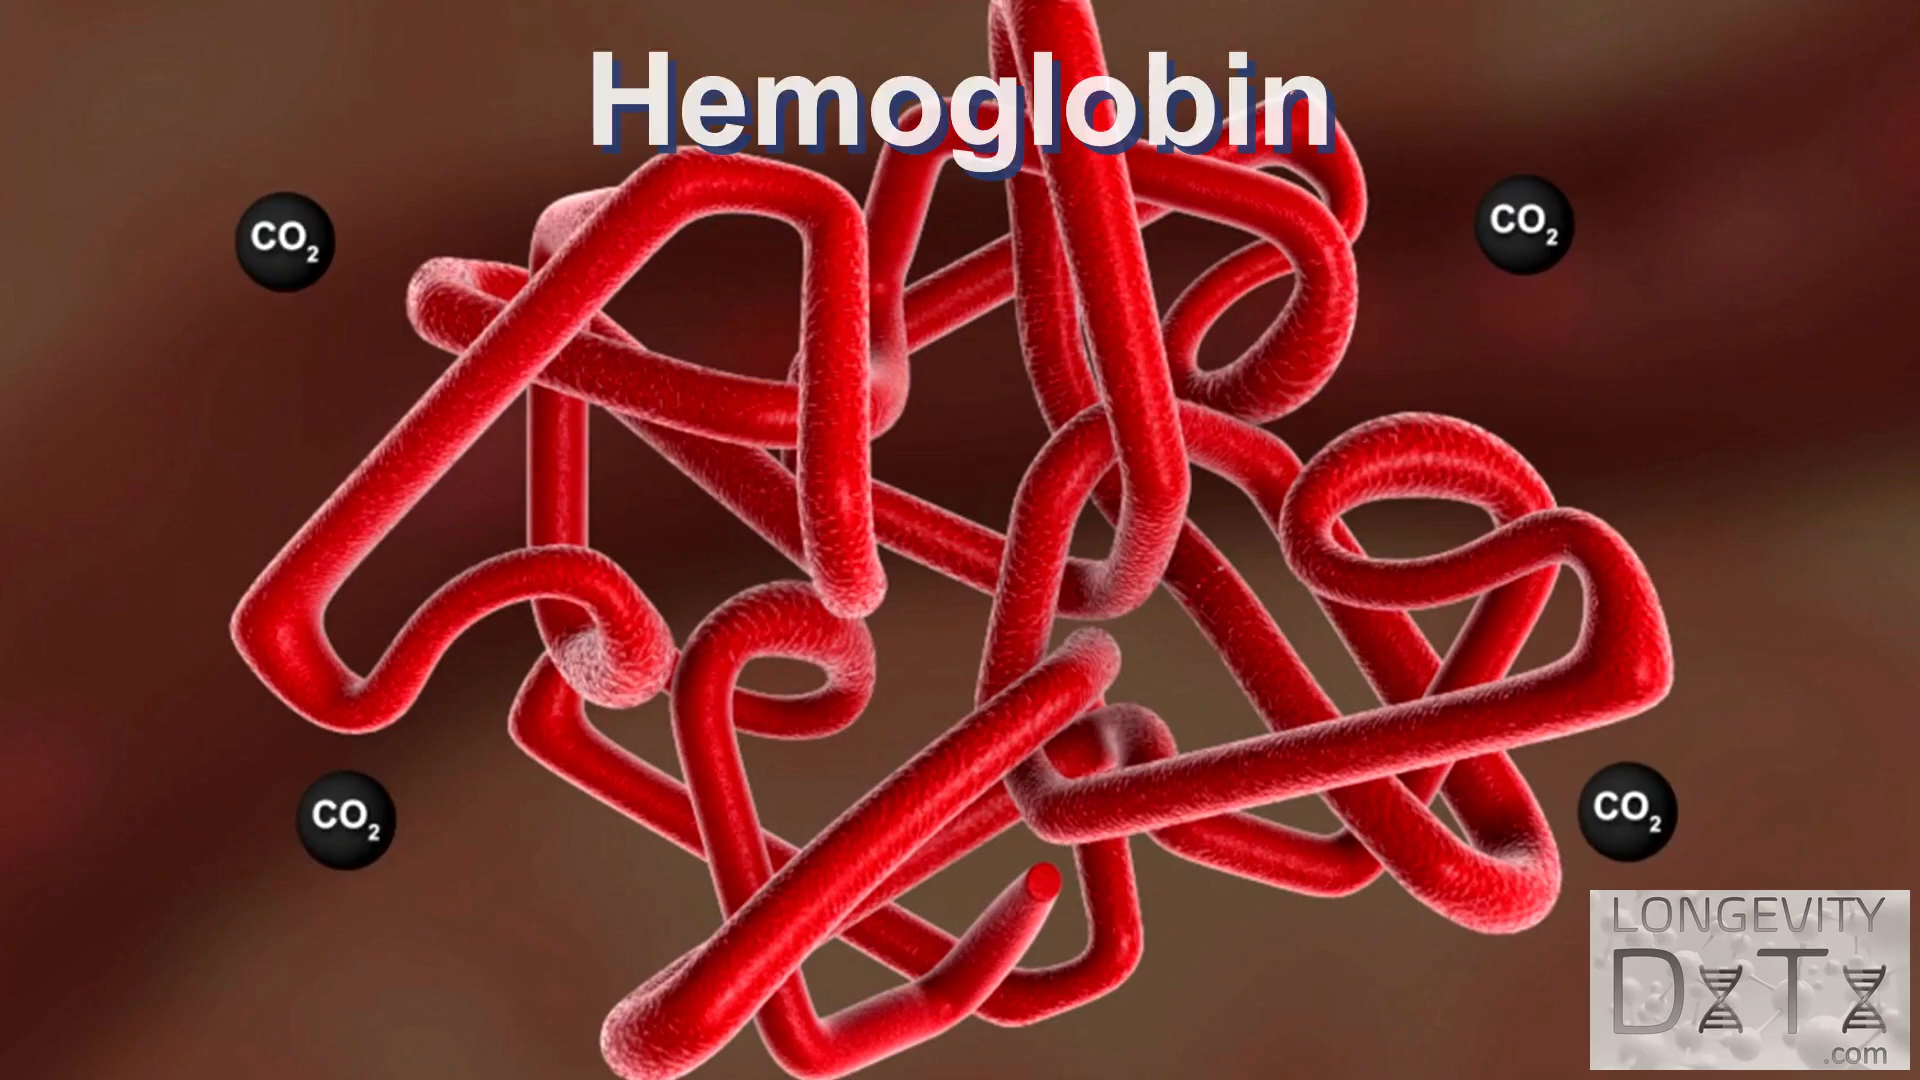 Hemoglobin
CO₂
CO₂
CO₂
CO₂
LONGEVITY
DATA
.com